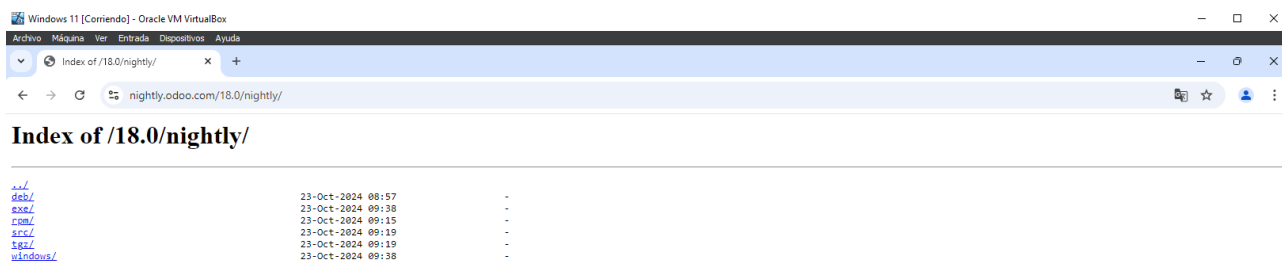 Windows 11 [Corriendo] - Oracle VM VirtualBox
Archivo Máquina Ver Entrada Dispositivos Ayuda
Index of /18.0/nightly/
nightly.odoo.com/18.0/nightly/
Index of /18.0/nightly/
../
deb/ 23-Oct-2024 08:57 -
exe/ 23-Oct-2024 09:38 -
rpm/ 23-Oct-2024 09:15 -
src/ 23-Oct-2024 09:19 -
tgz/ 23-Oct-2024 09:19 -
windows/ 23-Oct-2024 09:38 -